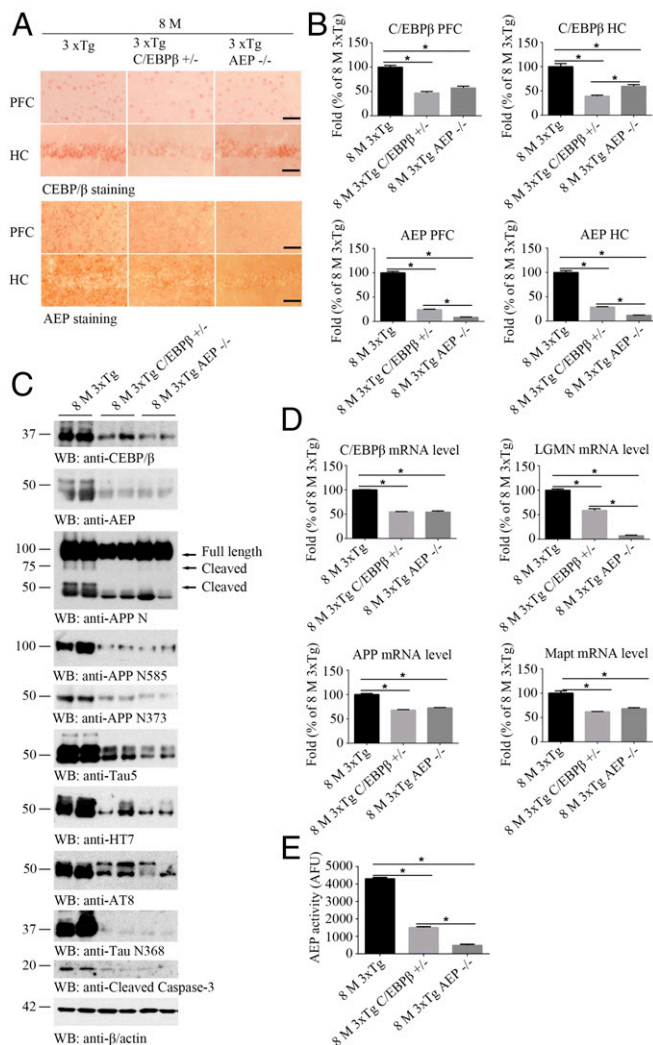 A
8 M
3 xTg
3 xTg C/EBPβ +/-
3 xTg AEP -/-
PFC
HC
CEBP/β staining
PFC
HC
AEP staining
B
C/EBPβ PFC
Fold (% of 8 M 3xTg)
150
100
50
0
*
*
8 M 3xTg
8 M 3xTg C/EBPβ +/-
8 M 3xTg AEP -/-
C/EBPβ HC
Fold (% of 8 M 3xTg)
150
100
50
0
*
*
*
8 M 3xTg
8 M 3xTg C/EBPβ +/-
8 M 3xTg AEP -/-
AEP PFC
Fold (% of 8 M 3xTg)
150
100
50
0
*
*
*
8 M 3xTg
8 M 3xTg C/EBPβ +/-
8 M 3xTg AEP -/-
AEP HC
Fold (% of 8 M 3xTg)
150
100
50
0
*
*
*
8 M 3xTg
8 M 3xTg C/EBPβ +/-
8 M 3xTg AEP -/-
C
8 M 3xTg
8 M 3xTg C/EBPβ +/-
8 M 3xTg AEP -/-
37
WB: anti-CEBP/β
50
WB: anti-AEP
100
75
50
Full length
Cleaved
Cleaved
WB: anti-APP N
100
WB: anti-APP N585
50
WB: anti-APP N373
50
WB: anti-Tau5
50
WB: anti-HT7
50
WB: anti-AT8
37
WB: anti-Tau N368
20
WB: anti-Cleaved Caspase-3
42
WB: anti-β/actin
D
C/EBPβ mRNA level
Fold (% of 8 M 3xTg)
150
100
50
0
*
*
8 M 3xTg
8 M 3xTg C/EBPβ +/-
8 M 3xTg AEP -/-
LGMN mRNA level
Fold (% of 8 M 3xTg)
150
100
50
0
*
*
*
8 M 3xTg
8 M 3xTg C/EBPβ +/-
8 M 3xTg AEP -/-
APP mRNA level
Fold (% of 8 M 3xTg)
200
150
100
50
0
*
*
8 M 3xTg
8 M 3xTg C/EBPβ +/-
8 M 3xTg AEP -/-
Mapt mRNA level
Fold (% of 8 M 3xTg)
150
100
50
0
*
*
8 M 3xTg
8 M 3xTg C/EBPβ +/-
8 M 3xTg AEP -/-
E
AEP activity (AFU)
5000
4000
3000
2000
1000
0
*
*
*
8 M 3xTg
8 M 3xTg C/EBPβ +/-
8 M 3xTg AEP -/-